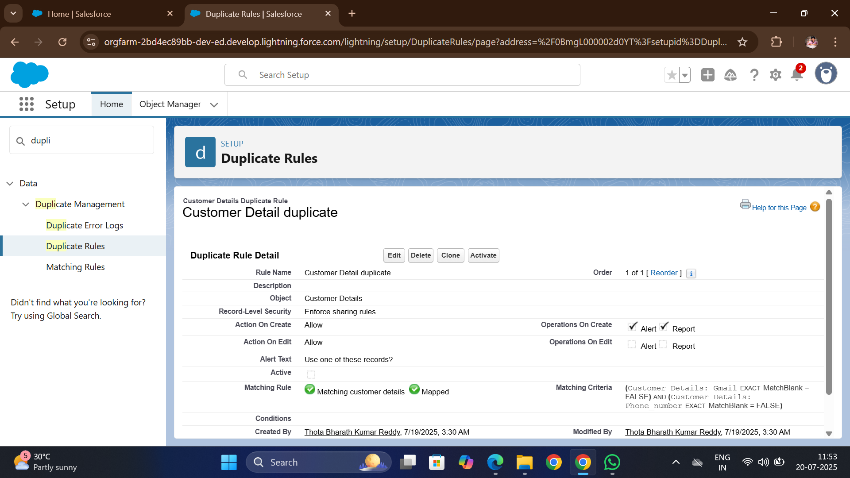 Home | Salesforce
Duplicate Rules | Salesforce
orgfarm-2bd4ec89bb-dev-ed.develop.lightning.force.com/lightning/setup/DuplicateRules/page?address=%2F0BmgL000002d0YT%3Fsetupid%3DDupl...
Search Setup
2
Setup
Home
Object Manager
dupli
Data
Duplicate Management
Duplicate Error Logs
Duplicate Rules
Matching Rules
Didn't find what you're looking for?
Try using Global Search.
d
SETUP
Duplicate Rules
Customer Details Duplicate Rule
Customer Detail duplicate
Help for this Page
Duplicate Rule Detail
Edit
Delete
Clone
Activate
Rule Name Customer Detail duplicate
Order 1 of 1 [ Reorder ]
Description
Object Customer Details
Record-Level Security Enforce sharing rules
Action On Create Allow
Operations On Create Alert Report
Action On Edit Allow
Operations On Edit Alert Report
Alert Text Use one of these records?
Active
Matching Rule Matching customer details Mapped
Matching Criteria (Customer Details: Gmail EXACT MatchBlank =
FALSE) AND (Customer Details:
Phone number EXACT MatchBlank = FALSE)
Conditions
Created By Thota Bharath Kumar Reddy, 7/19/2025, 3:30 AM
Modified By Thota Bharath Kumar Reddy, 7/19/2025, 3:30 AM
5
30°C
Partly sunny
Search
ENG
IN
11:53
20-07-2025